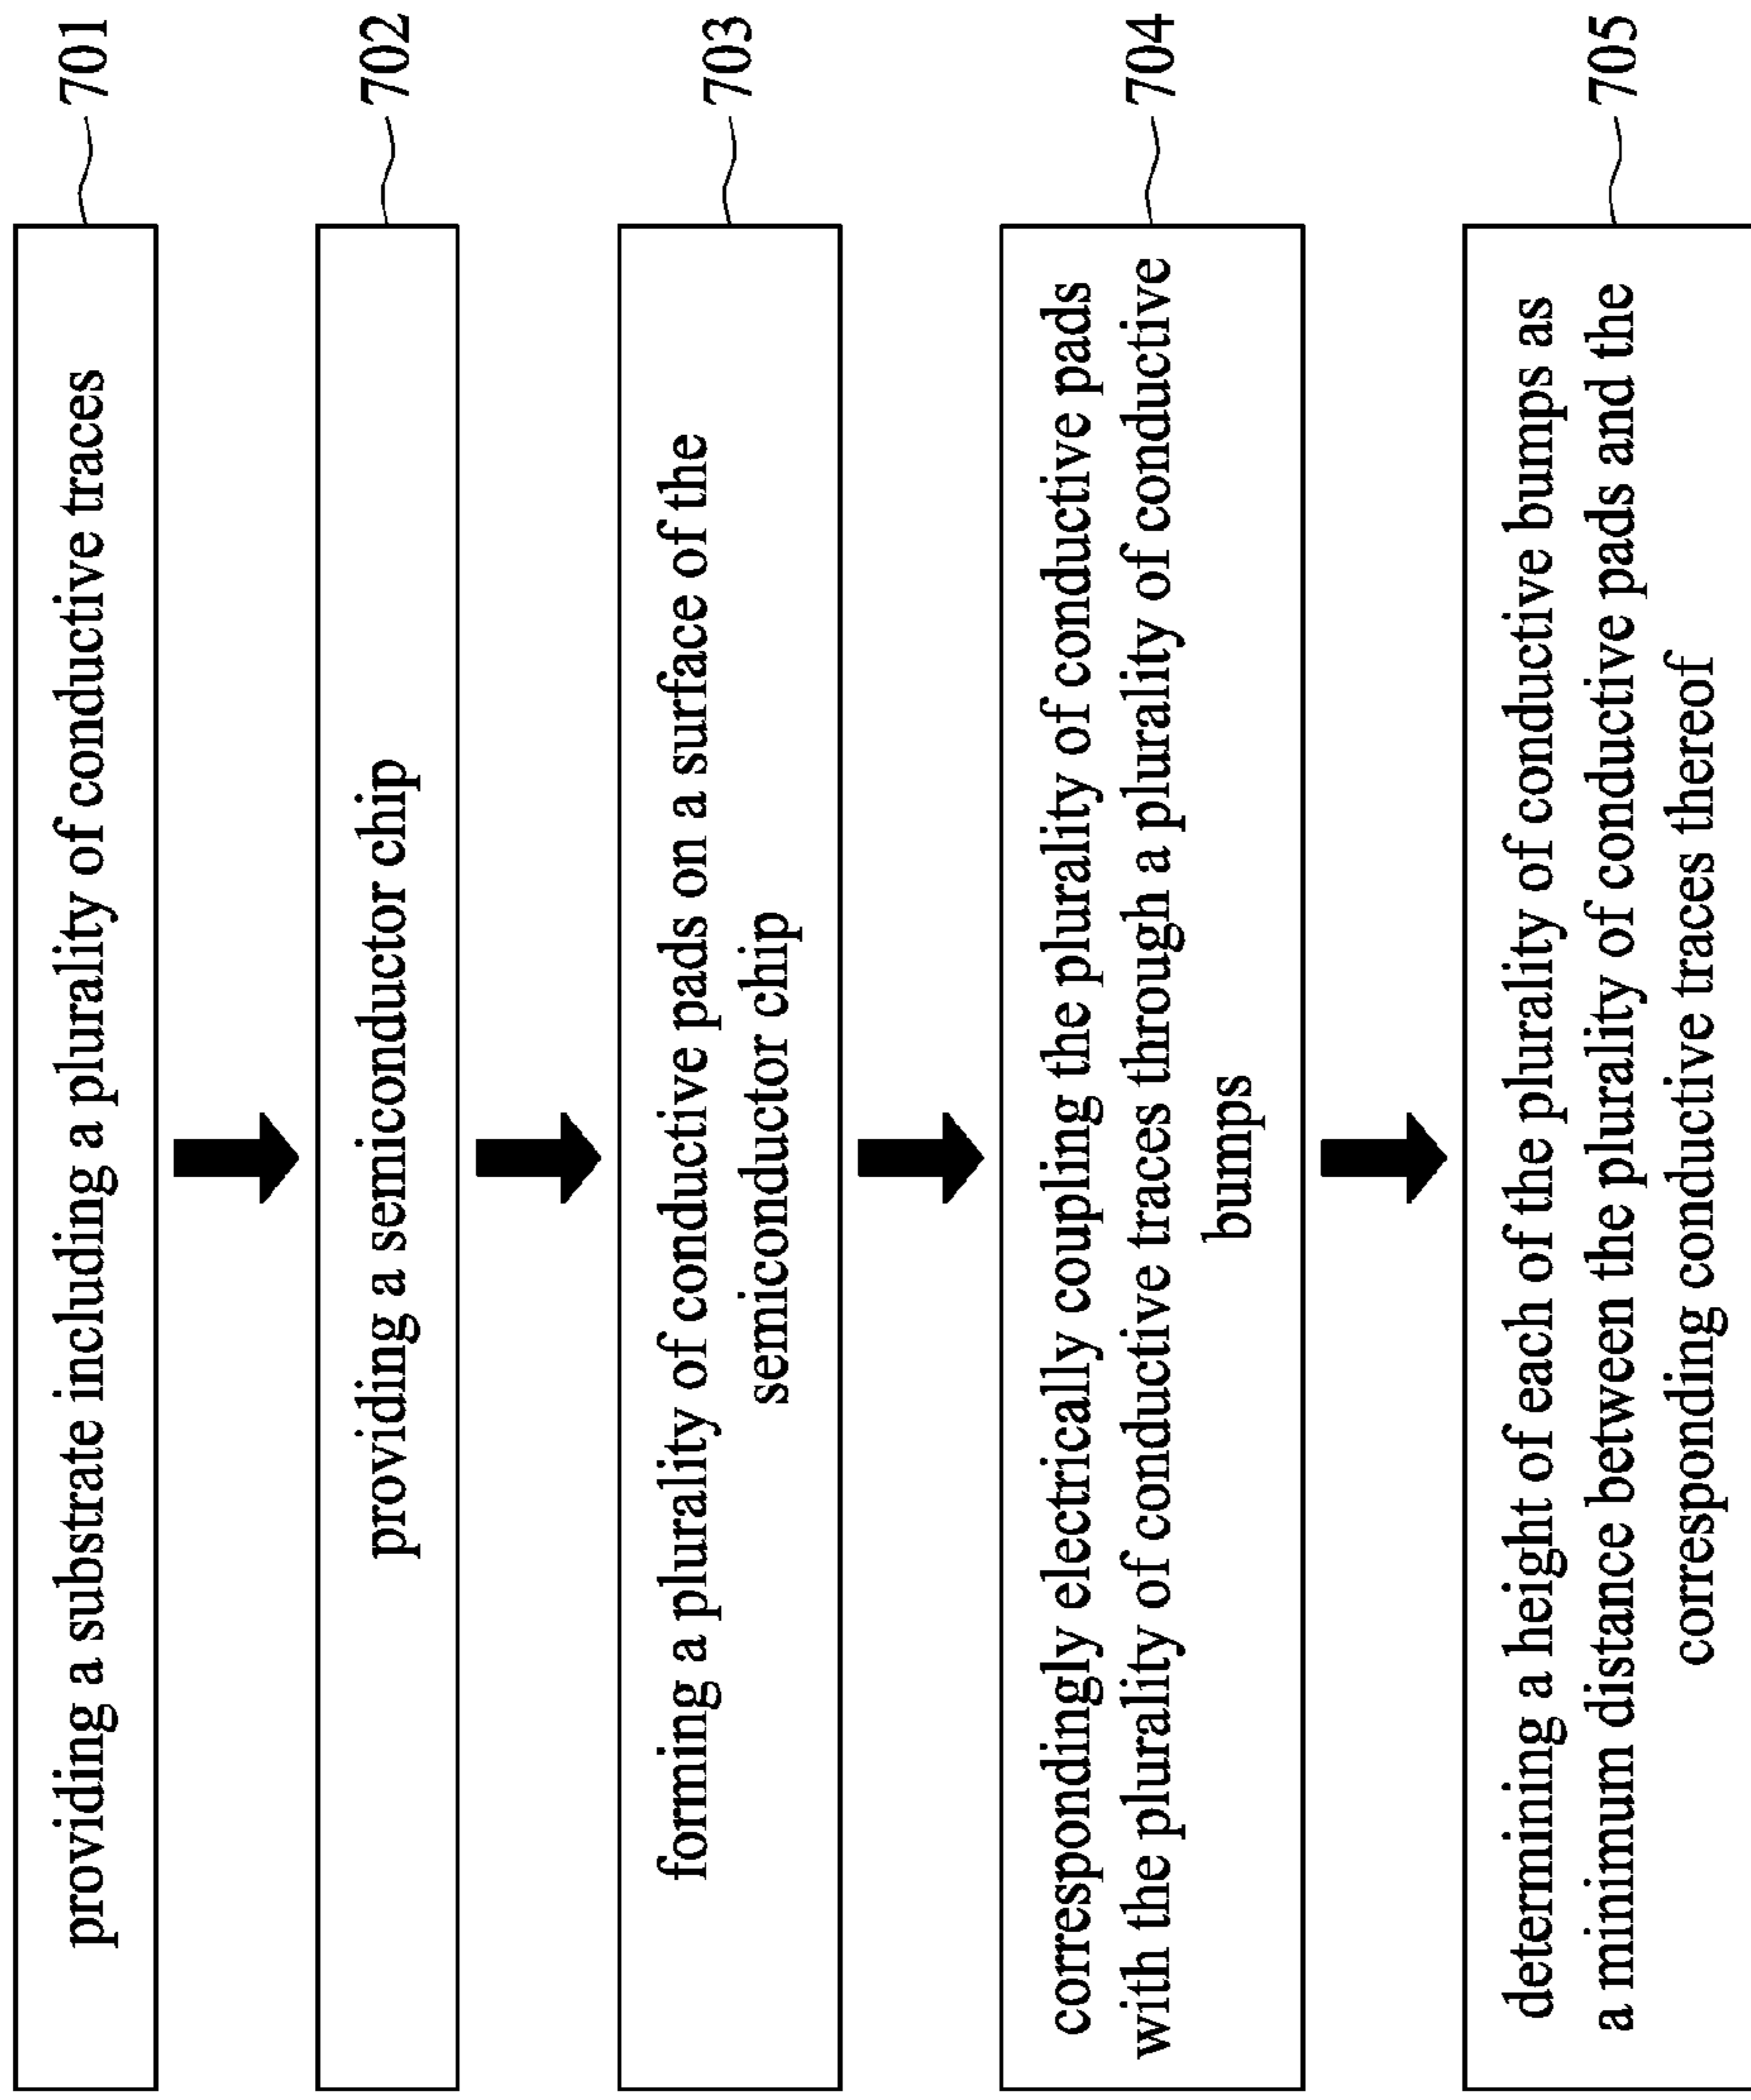 providing a substrate including a plurality of conductive traces
701
providing a semiconductor chip
702
forming a plurality of conductive pads on a surface of the
semiconductor chip
703
correspondingly electrically coupling the plurality of conductive pads
with the plurality of conductive traces through a plurality of conductive
bumps
704
determining a height of each of the plurality of conductive bumps as
a minimum distance between the plurality of conductive pads and the
corresponding conductive traces thereof
705